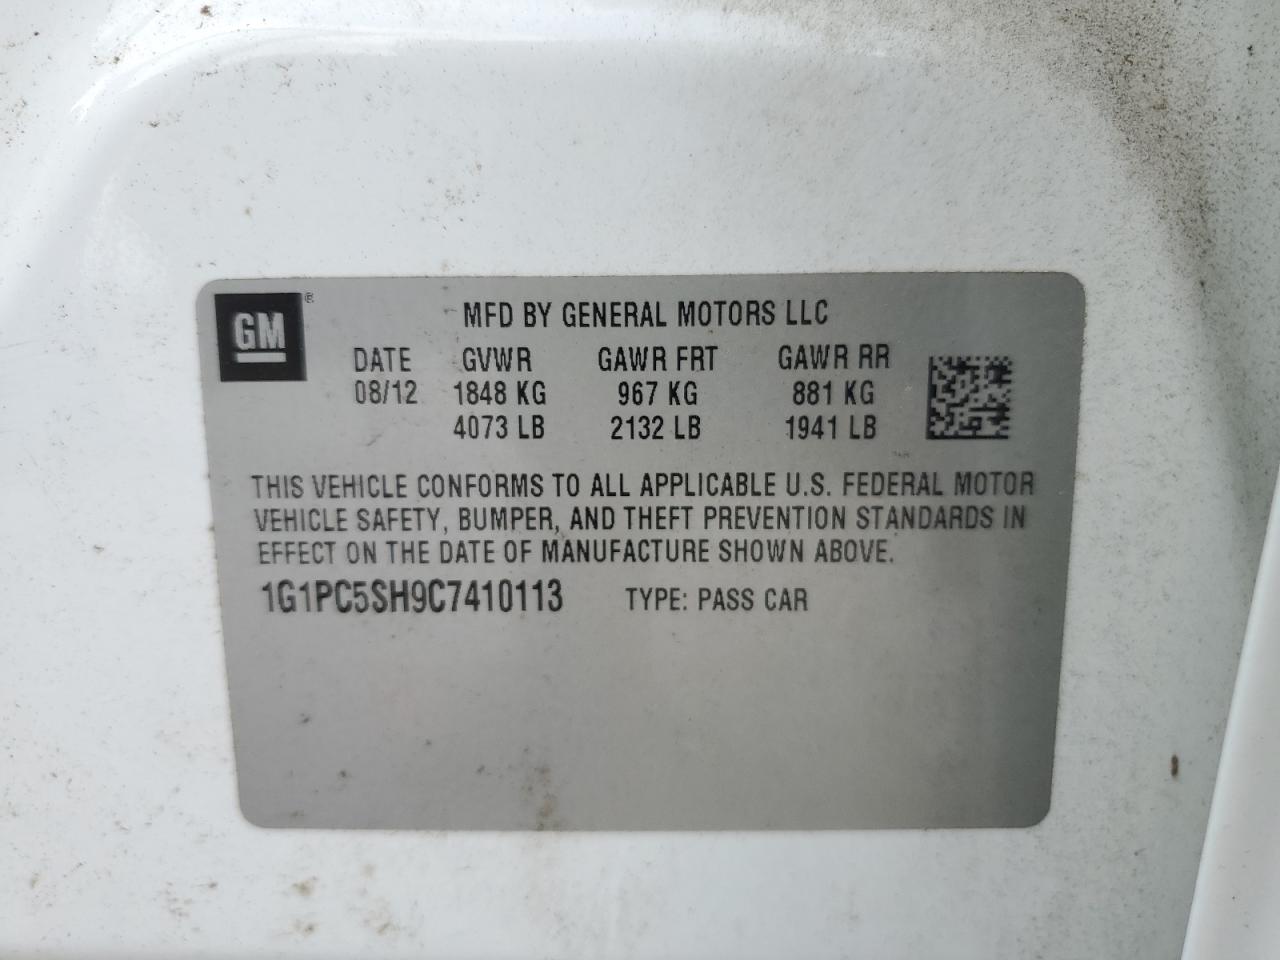 GM®
MFD BY GENERAL MOTORS LLC
DATE GVWR GAWR FRT GAWR RR
08/12 1848 KG 967 KG 881 KG
4073 LB 2132 LB 1941 LB
THIS VEHICLE CONFORMS TO ALL APPLICABLE U.S. FEDERAL MOTOR
VEHICLE SAFETY, BUMPER, AND THEFT PREVENTION STANDARDS IN
EFFECT ON THE DATE OF MANUFACTURE SHOWN ABOVE.
1G1PC5SH9C7410113 TYPE: PASS CAR